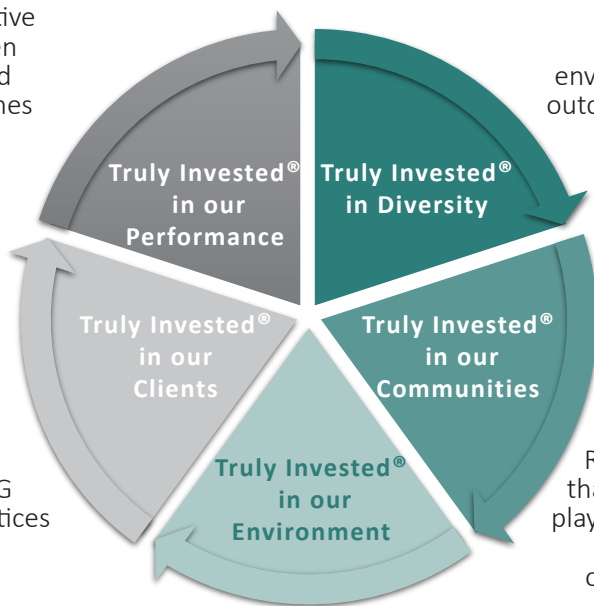 Truly Invested®
in our
Performance
Truly Invested®
in Diversity
Truly Invested®
in our
Clients
Truly Invested®
in our
Communities
Truly Invested®
in our
Environment